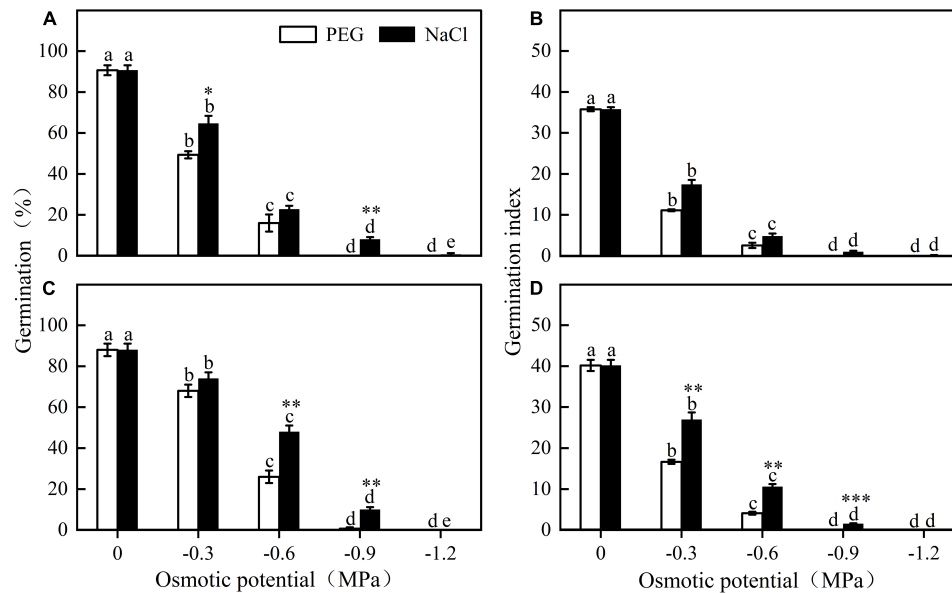 A
PEG NaCl
100
80
60
40
20
0
a a
b
*
b
c c
d
**
d
d e
B
50
40
30
20
10
0
a a
b b
c c
d d
d d
Germination (%)
Germination index
C
100
80
60
40
20
0
a a
b b
c
**
c
d
**
d
d e
0 -0.3 -0.6 -0.9 -1.2
Osmotic potential (MPa)
D
50
40
30
20
10
0
a a
b
**
b
c
**
c
d
***
d
d d
0 -0.3 -0.6 -0.9 -1.2
Osmotic potential (MPa)